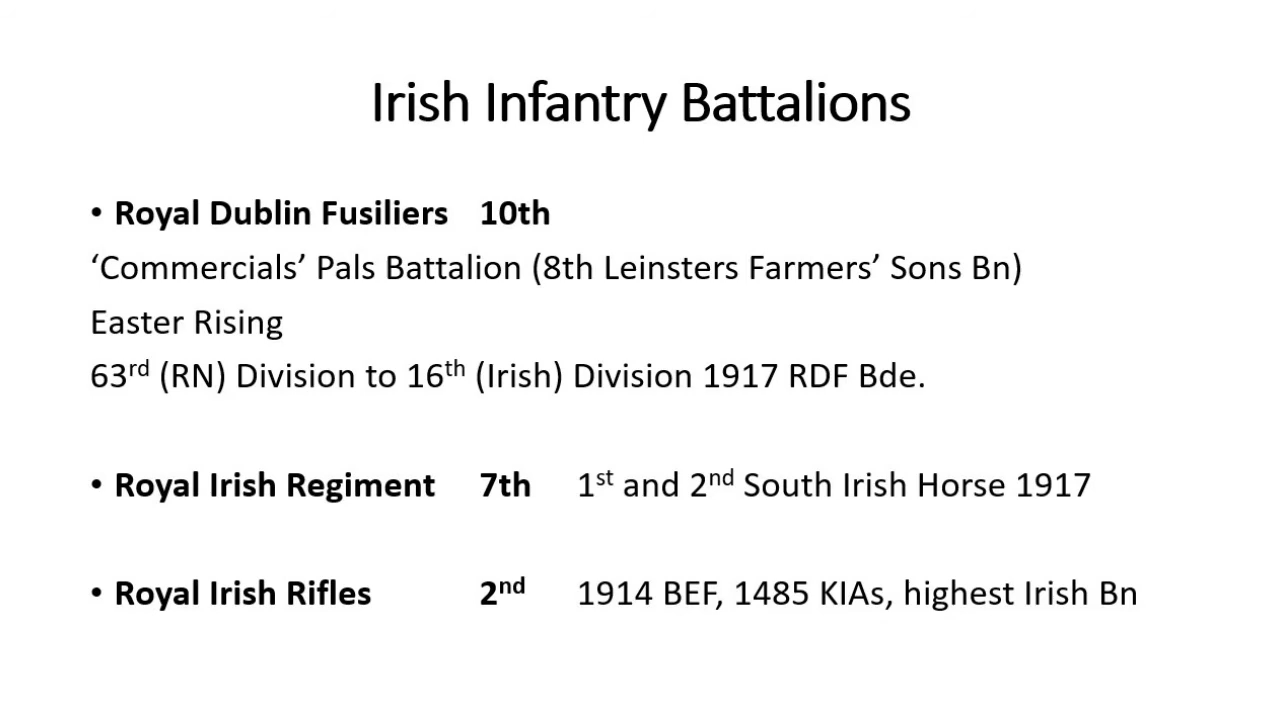 Irish Infantry Battalions
• Royal Dublin Fusiliers 10th
‘Commercials’ Pals Battalion (8th Leinsters Farmers’ Sons Bn)
Easter Rising
63rd (RN) Division to 16th (Irish) Division 1917 RDF Bde.
• Royal Irish Regiment 7th 1st and 2nd South Irish Horse 1917
• Royal Irish Rifles 2nd 1914 BEF, 1485 KIAs, highest Irish Bn